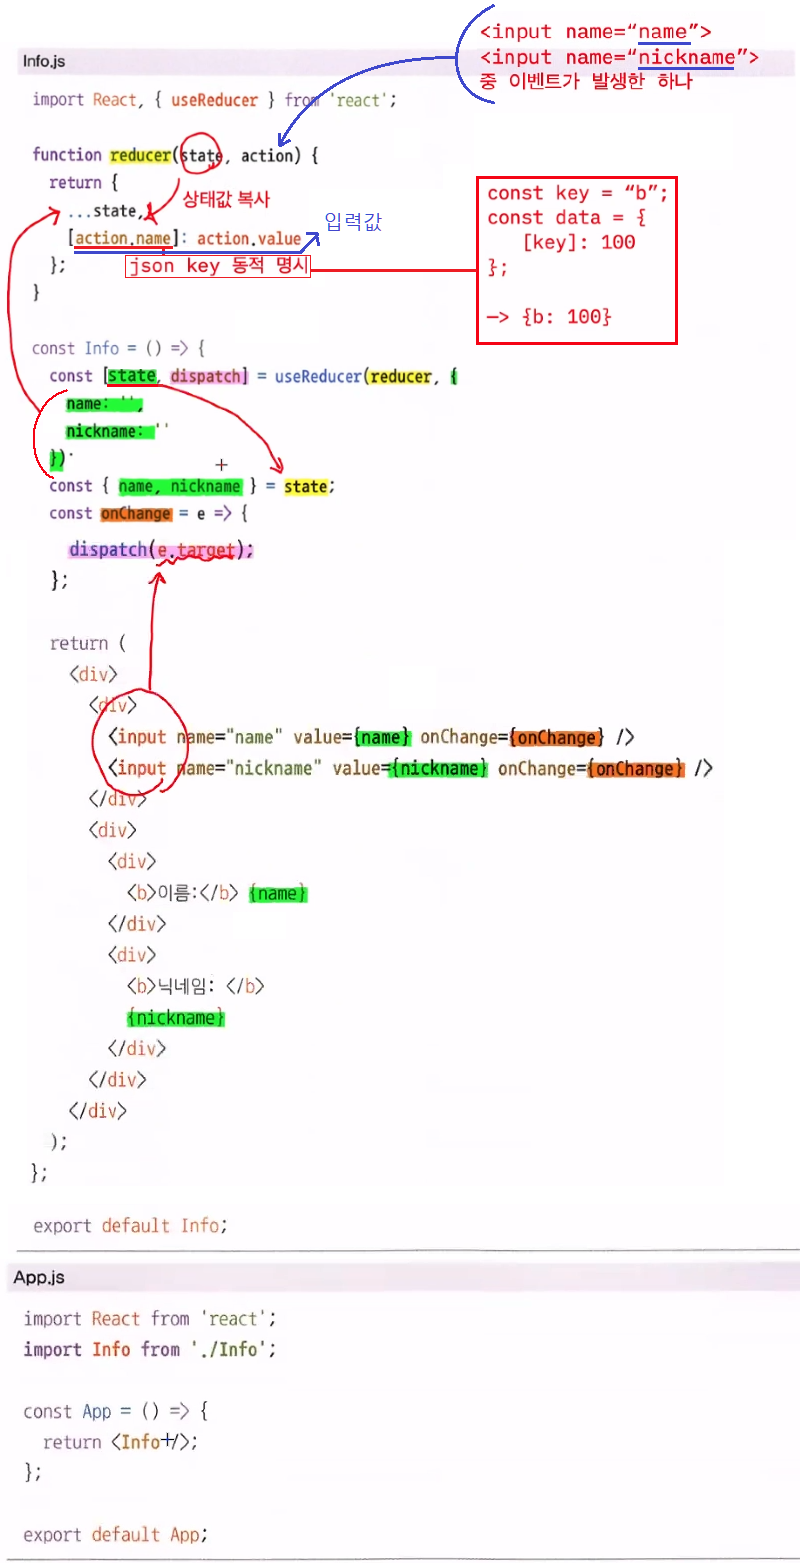 <input name=“name”>
<input name=“nickname”>
중 이벤트가 발생한 하나
Info.js
import React, { useReducer } from 'react';
function reducer(state, action) {
return {
상태값 복사
...state,
입력값
[action.name]: action.value
};
json key 동적 명시
}
const key = “b”;
const data = {
[key]: 100
};
—> {b: 100}
const Info = () => {
const [state, dispatch] = useReducer(reducer, {
name: '',
nickname: ''
});
const { name, nickname } = state;
const onChange = e => {
dispatch(e.target);
};
return (
<div>
<div>
<input name="name" value={name} onChange={onChange} />
<input name="nickname" value={nickname} onChange={onChange} />
</div>
<div>
<div>
<b>이름:</b> {name}
</div>
<div>
<b>닉네임: </b>
{nickname}
</div>
</div>
</div>
);
};
export default Info;
App.js
import React from 'react';
import Info from './Info';
const App = () => {
return <Info />;
};
export default App;